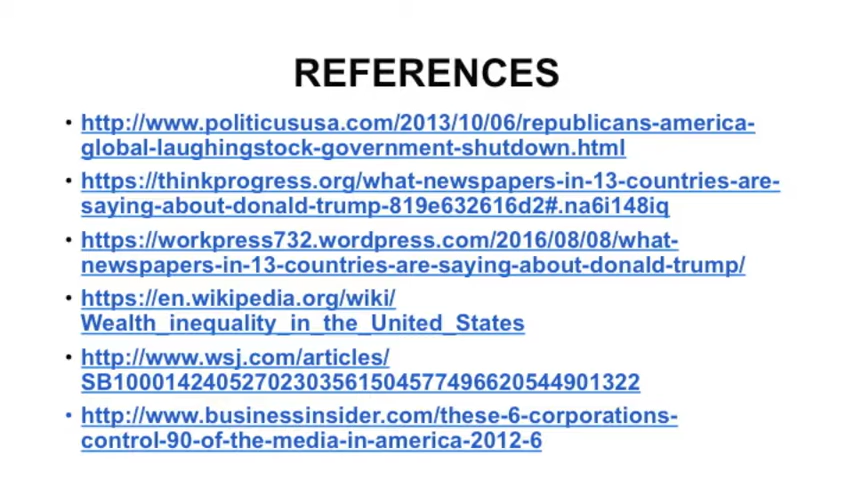 REFERENCES
• http://www.politicususa.com/2013/10/06/republicans-america-
global-laughingstock-government-shutdown.html
• https://thinkprogress.org/what-newspapers-in-13-countries-are-
saying-about-donald-trump-819e632616d2#.na6i148iq
• https://workpress732.wordpress.com/2016/08/08/what-
newspapers-in-13-countries-are-saying-about-donald-trump/
• https://en.wikipedia.org/wiki/
Wealth_inequality_in_the_United_States
• http://www.wsj.com/articles/
SB10001424052702303561504577496620544901322
• http://www.businessinsider.com/these-6-corporations-
control-90-of-the-media-in-america-2012-6